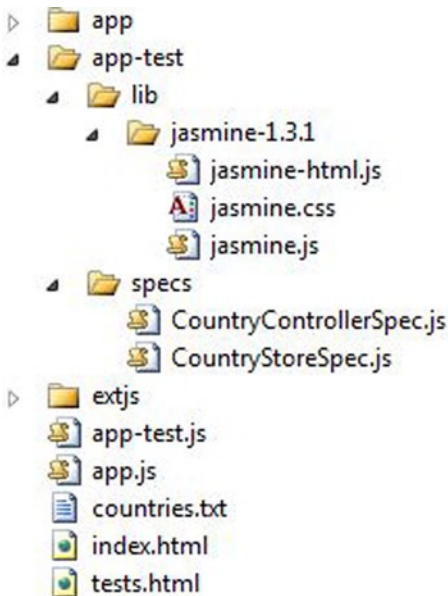 app
app-test
lib
jasmine-1.3.1
jasmine-html.js
jasmine.css
jasmine.js
specs
CountryControllerSpec.js
CountryStoreSpec.js
extjs
app-test.js
app.js
countries.txt
index.html
tests.html